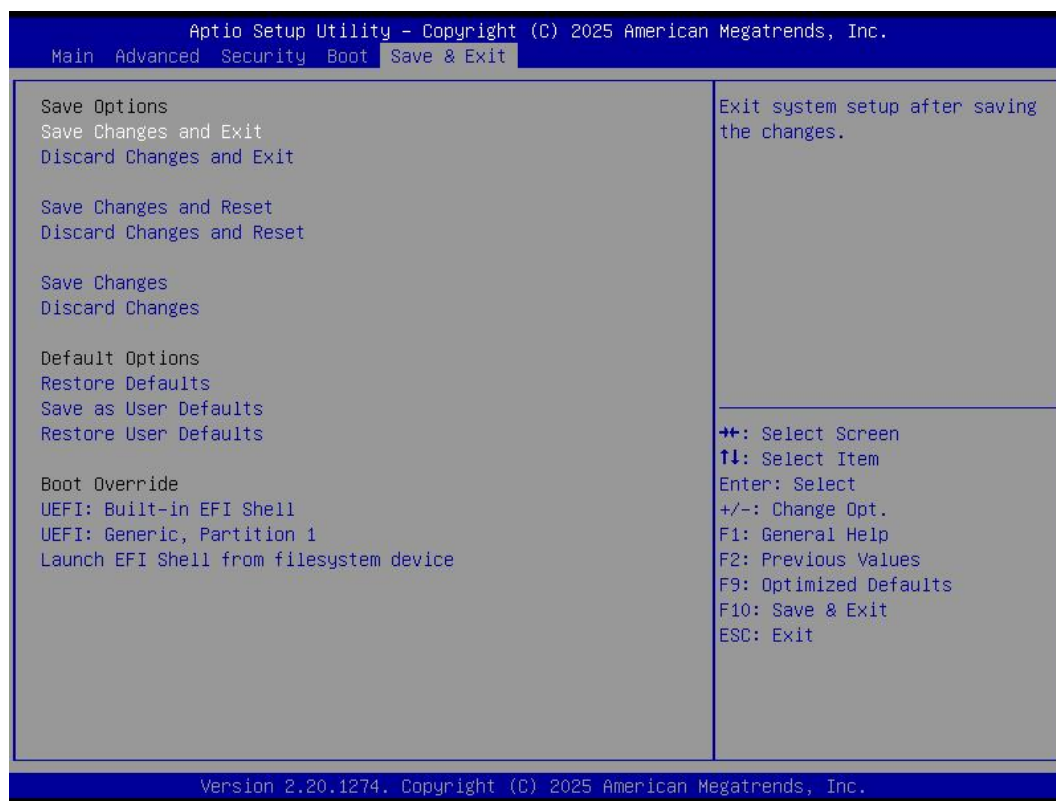 Aptio Setup Utility – Copyright (C) 2025 American Megatrends, Inc.
Main Advanced Security Boot Save & Exit
Save Options
Save Changes and Exit
Discard Changes and Exit
Save Changes and Reset
Discard Changes and Reset
Save Changes
Discard Changes
Default Options
Restore Defaults
Save as User Defaults
Restore User Defaults
Boot Override
UEFI: Built-in EFI Shell
UEFI: Generic, Partition 1
Launch EFI Shell from filesystem device
Exit system setup after saving
the changes.
→←: Select Screen
↑↓: Select Item
Enter: Select
+/-: Change Opt.
F1: General Help
F2: Previous Values
F9: Optimized Defaults
F10: Save & Exit
ESC: Exit
Version 2.20.1274. Copyright (C) 2025 American Megatrends, Inc.